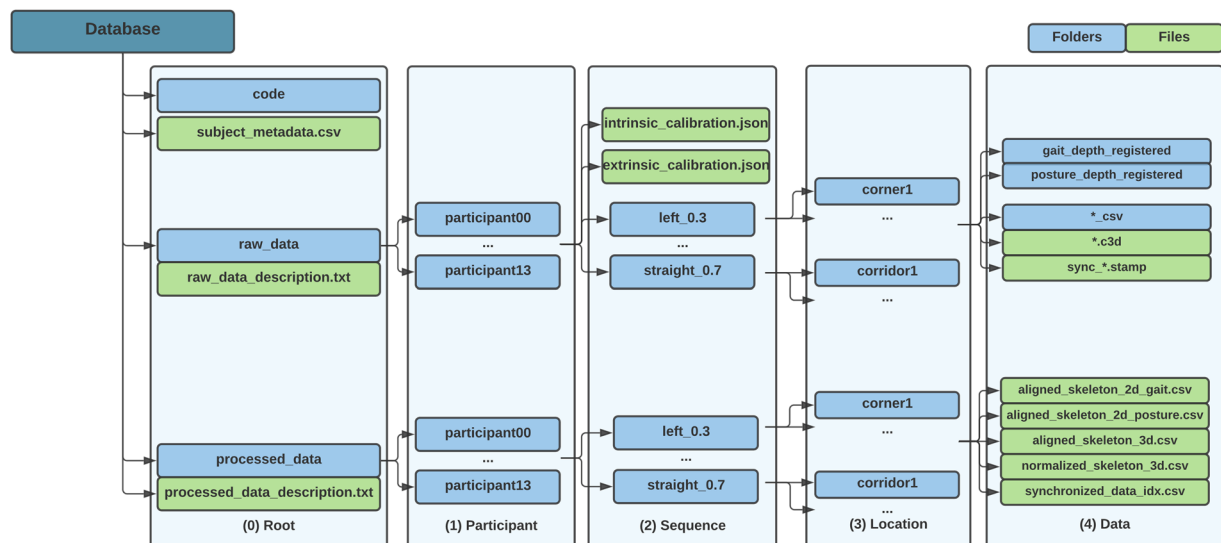 Database
Folders
Files
code
subject_metadata.csv
raw_data
raw_data_description.txt
processed_data
processed_data_description.txt
(0) Root
participant00
...
participant13
participant00
...
participant13
(1) Participant
intrinsic_calibration.json
extrinsic_calibration.json
left_0.3
...
straight_0.7
left_0.3
...
straight_0.7
(2) Sequence
corner1
...
corridor1
...
corner1
...
corridor1
...
(3) Location
gait_depth_registered
posture_depth_registered
*_csv
*.c3d
sync_*.stamp
aligned_skeleton_2d_gait.csv
aligned_skeleton_2d_posture.csv
aligned_skeleton_3d.csv
normalized_skeleton_3d.csv
synchronized_data_idx.csv
(4) Data